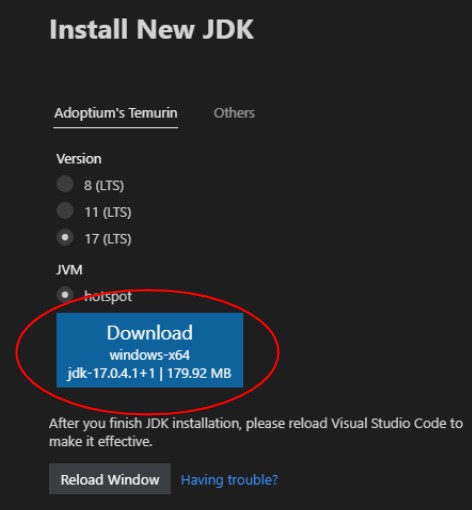 Install New JDK
Adoptium's Temurin Others
Version
8 (LTS)
11 (LTS)
17 (LTS)
JVM
hotspot
Download
windows-x64
jdk-17.0.4.1+1 | 179.92 MB
After you finish JDK installation, please reload Visual Studio Code to
make it effective.
Reload Window Having trouble?